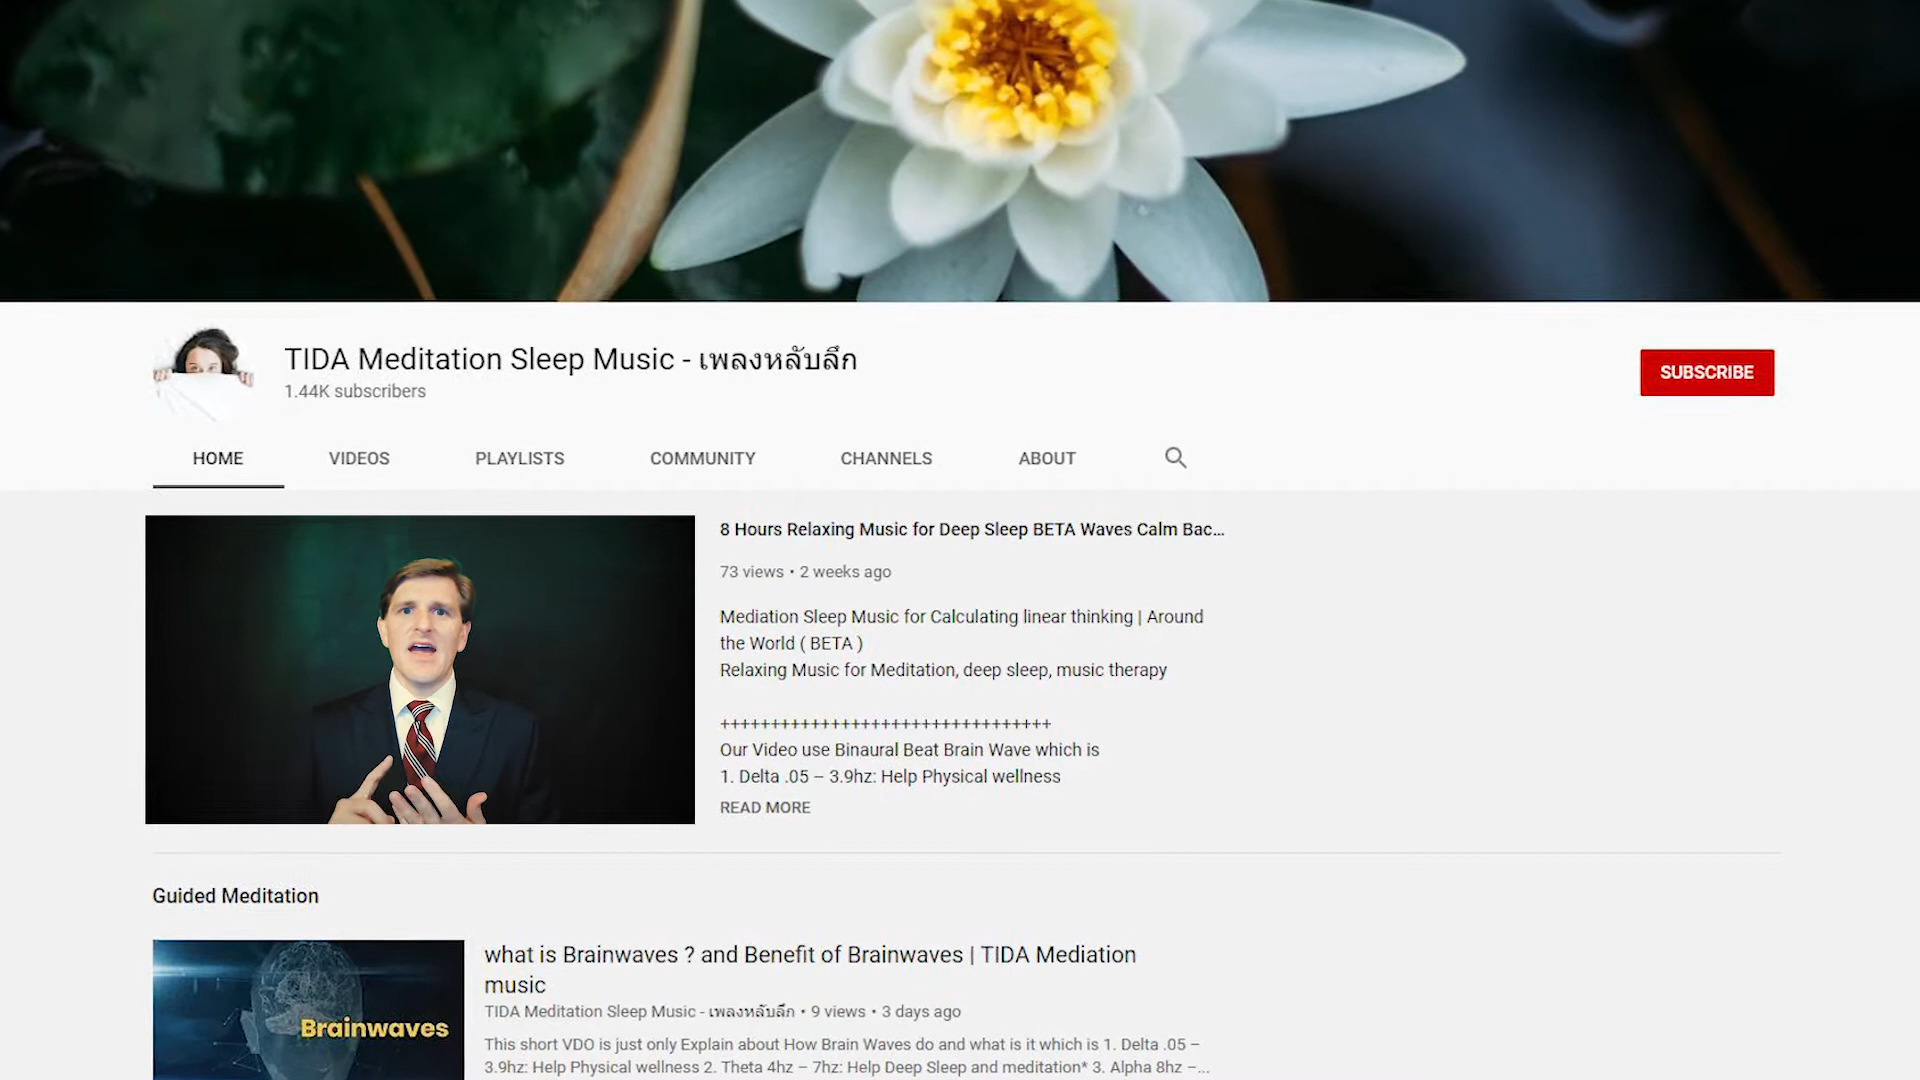 TIDA Meditation Sleep Music - เพลงหลับลึก
1.44K subscribers
SUBSCRIBE
HOME VIDEOS PLAYLISTS COMMUNITY CHANNELS ABOUT
8 Hours Relaxing Music for Deep Sleep BETA Waves Calm Bac...
73 views • 2 weeks ago
Mediation Sleep Music for Calculating linear thinking | Around
the World ( BETA )
Relaxing Music for Meditation, deep sleep, music therapy
+++++++++++++++++++++++++++++++++
Our Video use Binaural Beat Brain Wave which is
1. Delta .05 – 3.9hz: Help Physical wellness
READ MORE
Guided Meditation
Brainwaves
what is Brainwaves ? and Benefit of Brainwaves | TIDA Mediation
music
TIDA Meditation Sleep Music - เพลงหลับลึก • 9 views • 3 days ago
This short VDO is just only Explain about How Brain Waves do and what is it which is 1. Delta .05 –
3.9hz: Help Physical wellness 2. Theta 4hz – 7hz: Help Deep Sleep and meditation* 3. Alpha 8hz –...